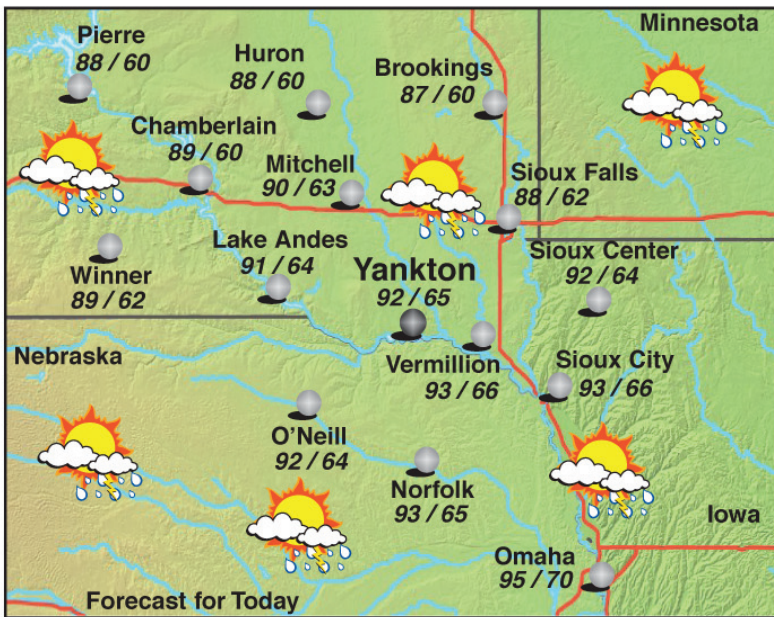 Pierre
88 / 60
Huron
88 / 60
Brookings
87 / 60
Minnesota
Chamberlain
89 / 60
Mitchell
90 / 63
Sioux Falls
88 / 62
Winner
89 / 62
Lake Andes
91 / 64
Yankton
92 / 65
Sioux Center
92 / 64
Nebraska
Vermillion
93 / 66
Sioux City
93 / 66
O'Neill
92 / 64
Norfolk
93 / 65
Iowa
Omaha
95 / 70
Forecast for Today